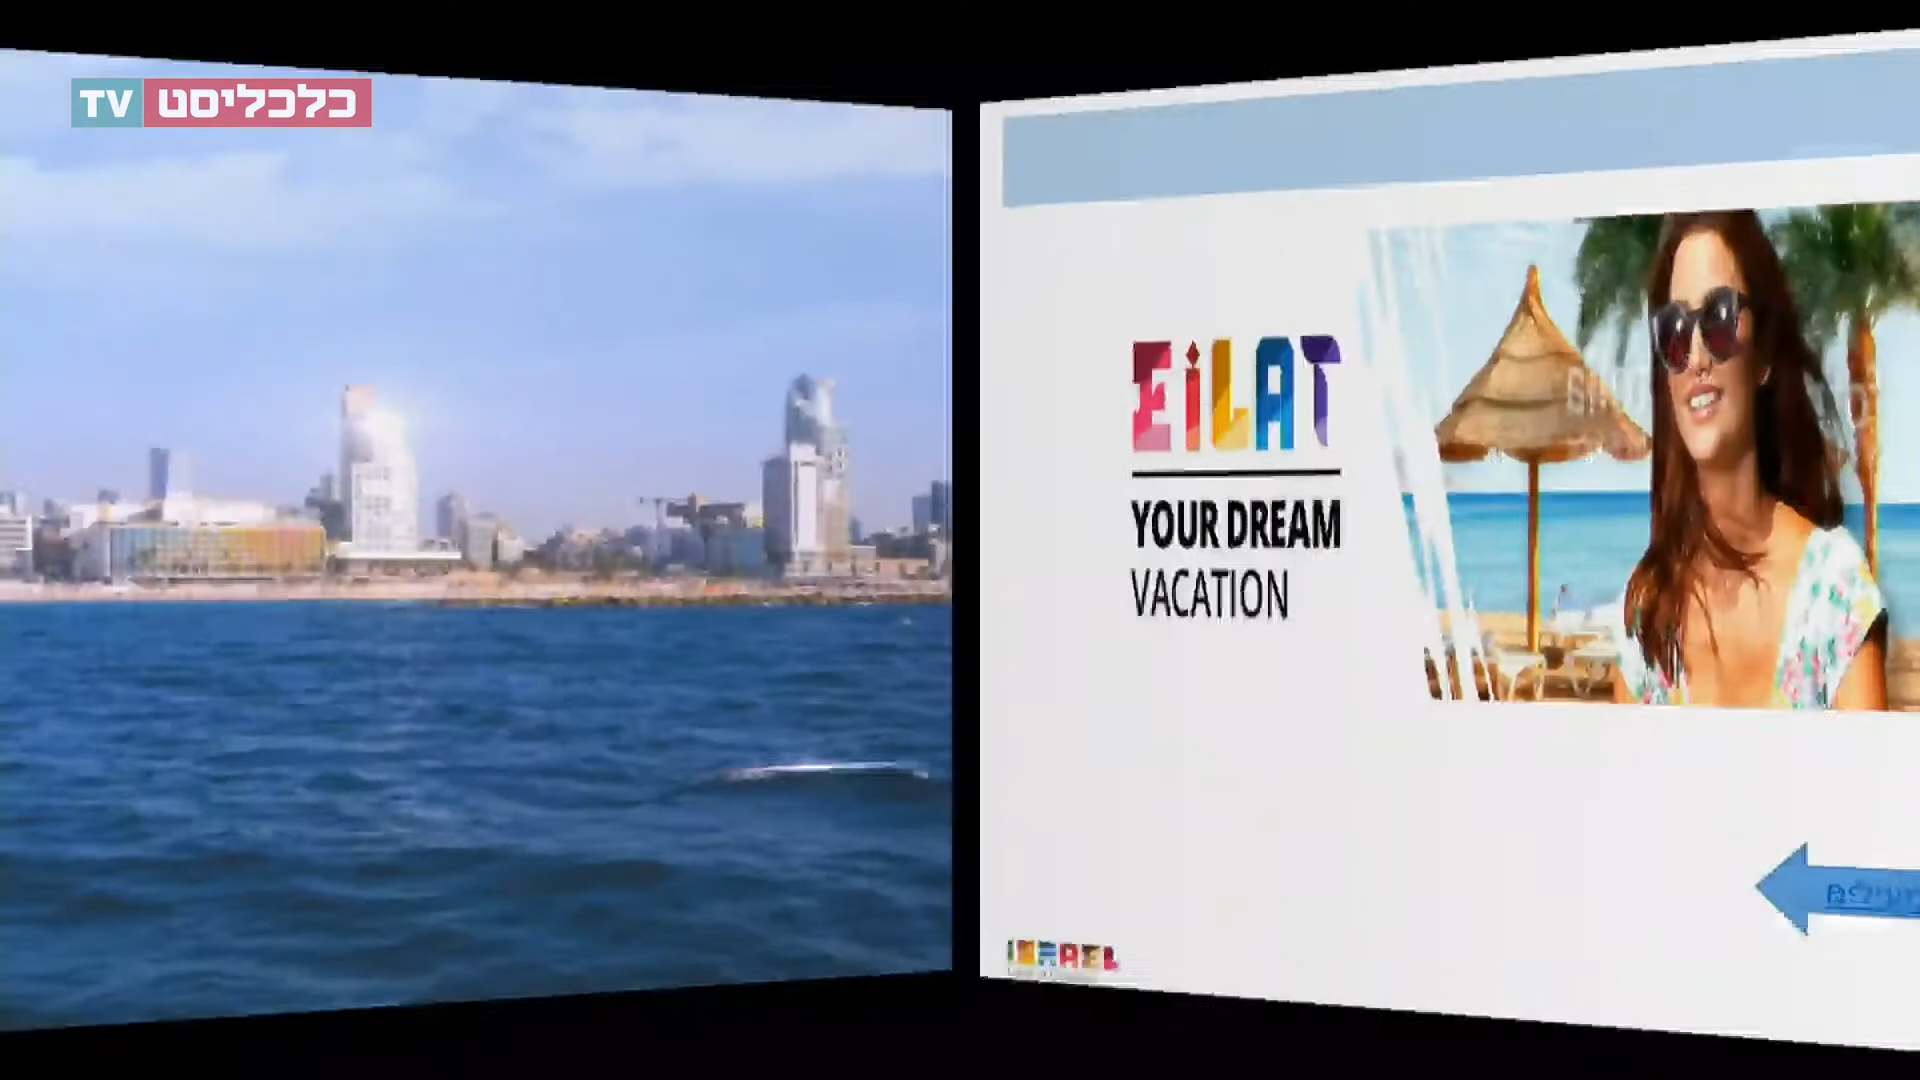 TV כלכליסט
EiLAT
YOUR DREAM
VACATION
ISRAEL